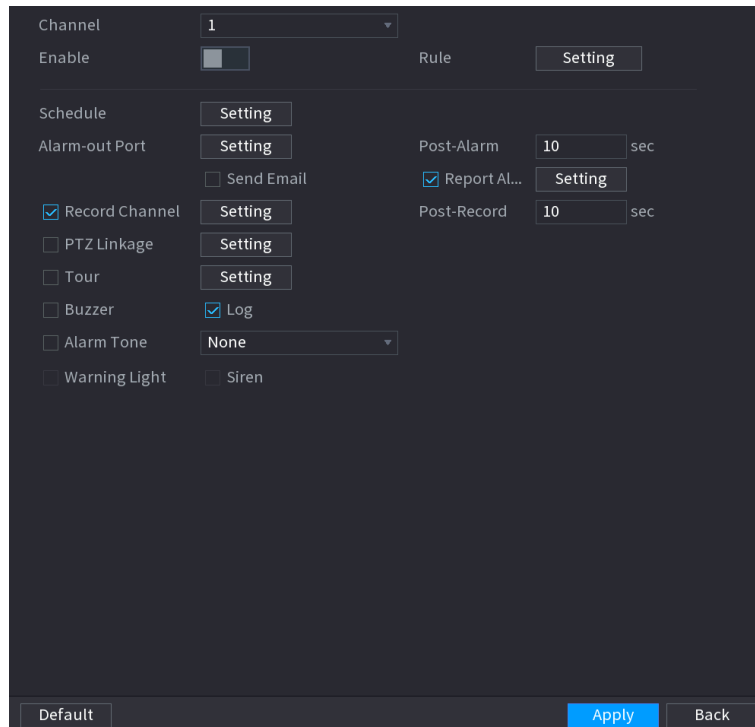 Channel 1
Enable Rule Setting
Schedule Setting
Alarm-out Port Setting Post-Alarm 10 sec
Send Email Report Al... Setting
Record Channel Setting Post-Record 10 sec
PTZ Linkage Setting
Tour Setting
Buzzer Log
Alarm Tone None
Warning Light Siren
Default Apply Back